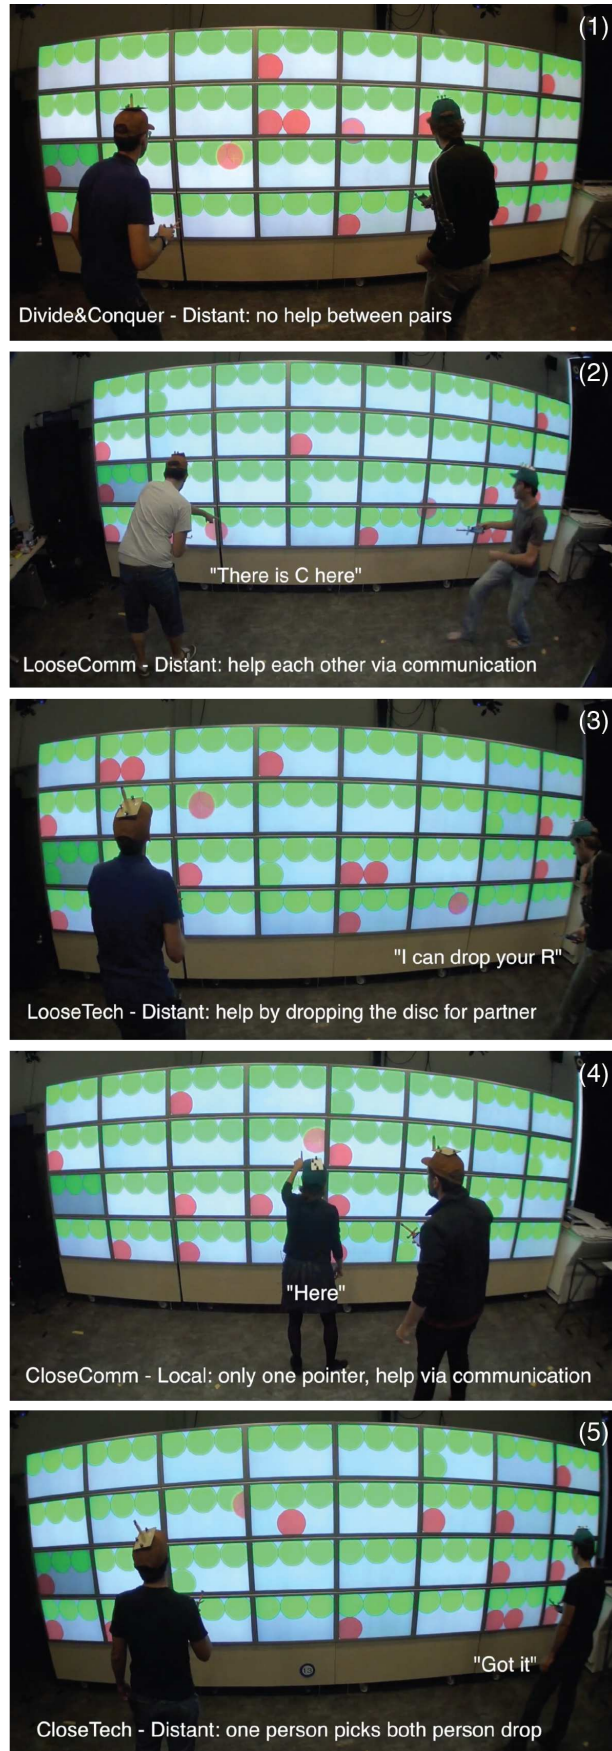 (1)
Divide&Conquer - Distant: no help between pairs
(2)
"There is C here"
LooseComm - Distant: help each other via communication
(3)
"I can drop your R"
LooseTech - Distant: help by dropping the disc for partner
(4)
"Here"
CloseComm - Local: only one pointer, help via communication
(5)
"Got it"
CloseTech - Distant: one person picks both person drop